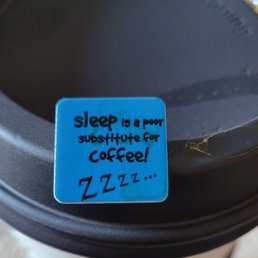 sleep is a poor
substitute for
coffee!
ZZZZ...